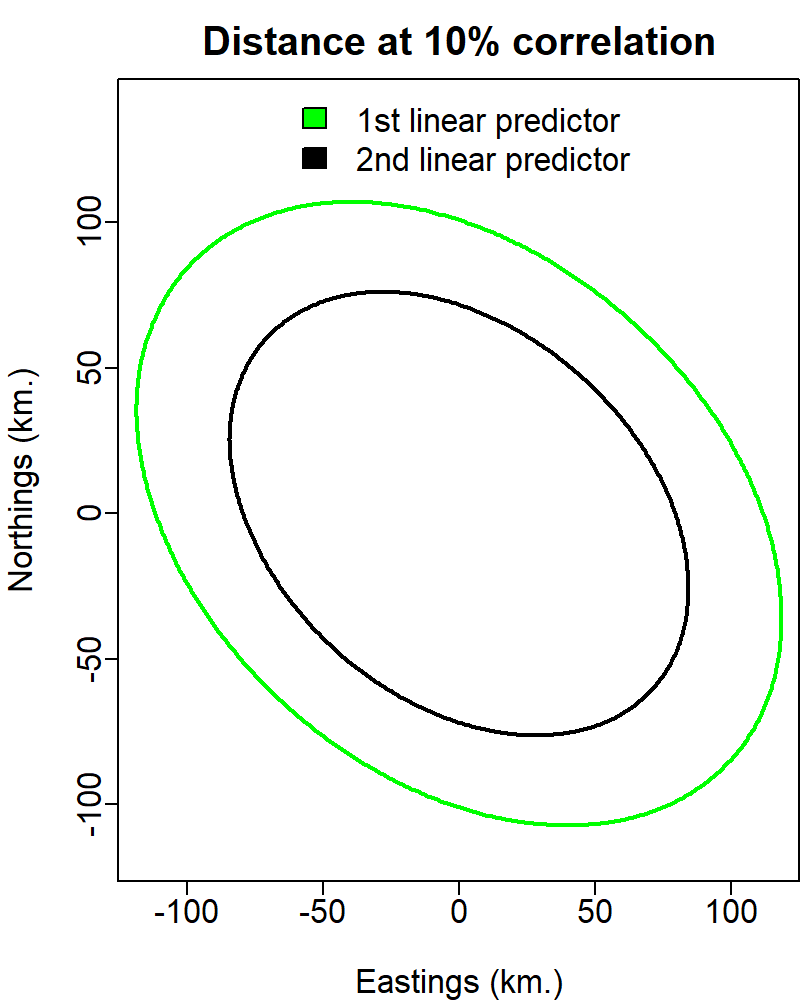 Distance at 10% correlation
1st linear predictor
2nd linear predictor
Northings (km.)
100
50
0
-50
-100
-100 -50 0 50 100
Eastings (km.)